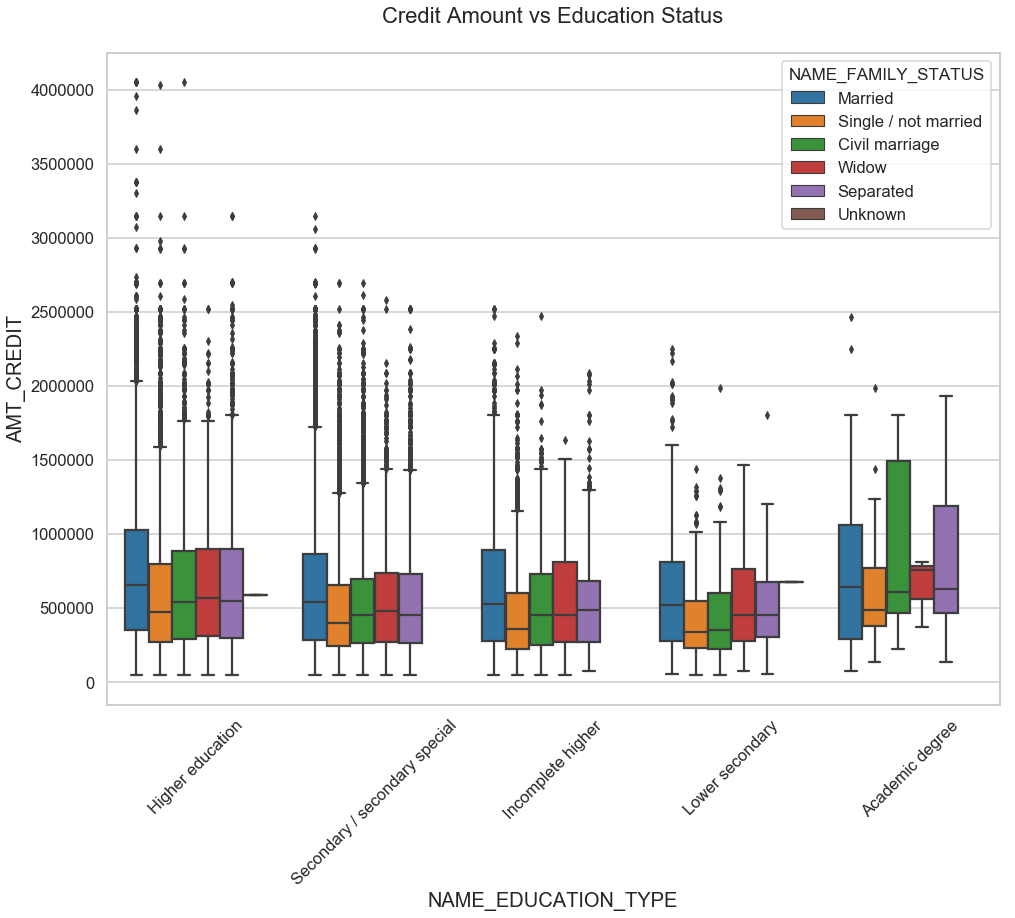 Credit Amount vs Education Status
NAME_FAMILY_STATUS
Married
Single / not married
Civil marriage
Widow
Separated
Unknown
AMT_CREDIT
4000000
3500000
3000000
2500000
2000000
1500000
1000000
500000
0
Higher education
Secondary / secondary special
Incomplete higher
Lower secondary
Academic degree
NAME_EDUCATION_TYPE